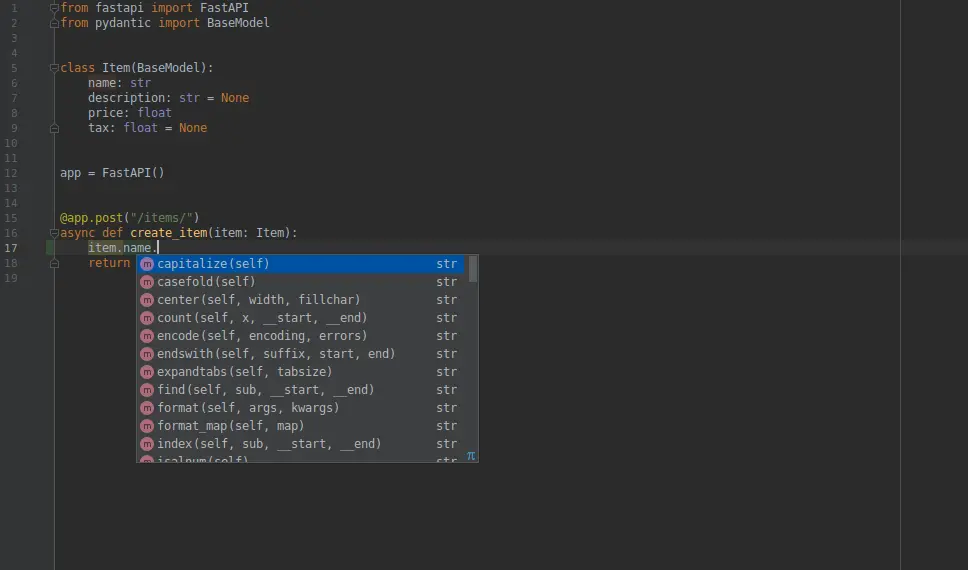 1 from fastapi import FastAPI
2 from pydantic import BaseModel
3
4
5 class Item(BaseModel):
6 name: str
7 description: str = None
8 price: float
9 tax: float = None
10
11
12 app = FastAPI()
13
14
15 @app.post("/items/")
16 async def create_item(item: Item):
17 item.name.
18 return
m capitalize(self) str
19
m casefold(self) str
m center(self, width, fillchar) str
m count(self, x, __start, __end) str
m encode(self, encoding, errors) str
m endswith(self, suffix, start, end) str
m expandtabs(self, tabsize) str
m find(self, sub, __start, __end) str
m format(self, args, kwargs) str
m format_map(self, map) str
m index(self, sub, __start, __end) str
m isalnum(self) str
π